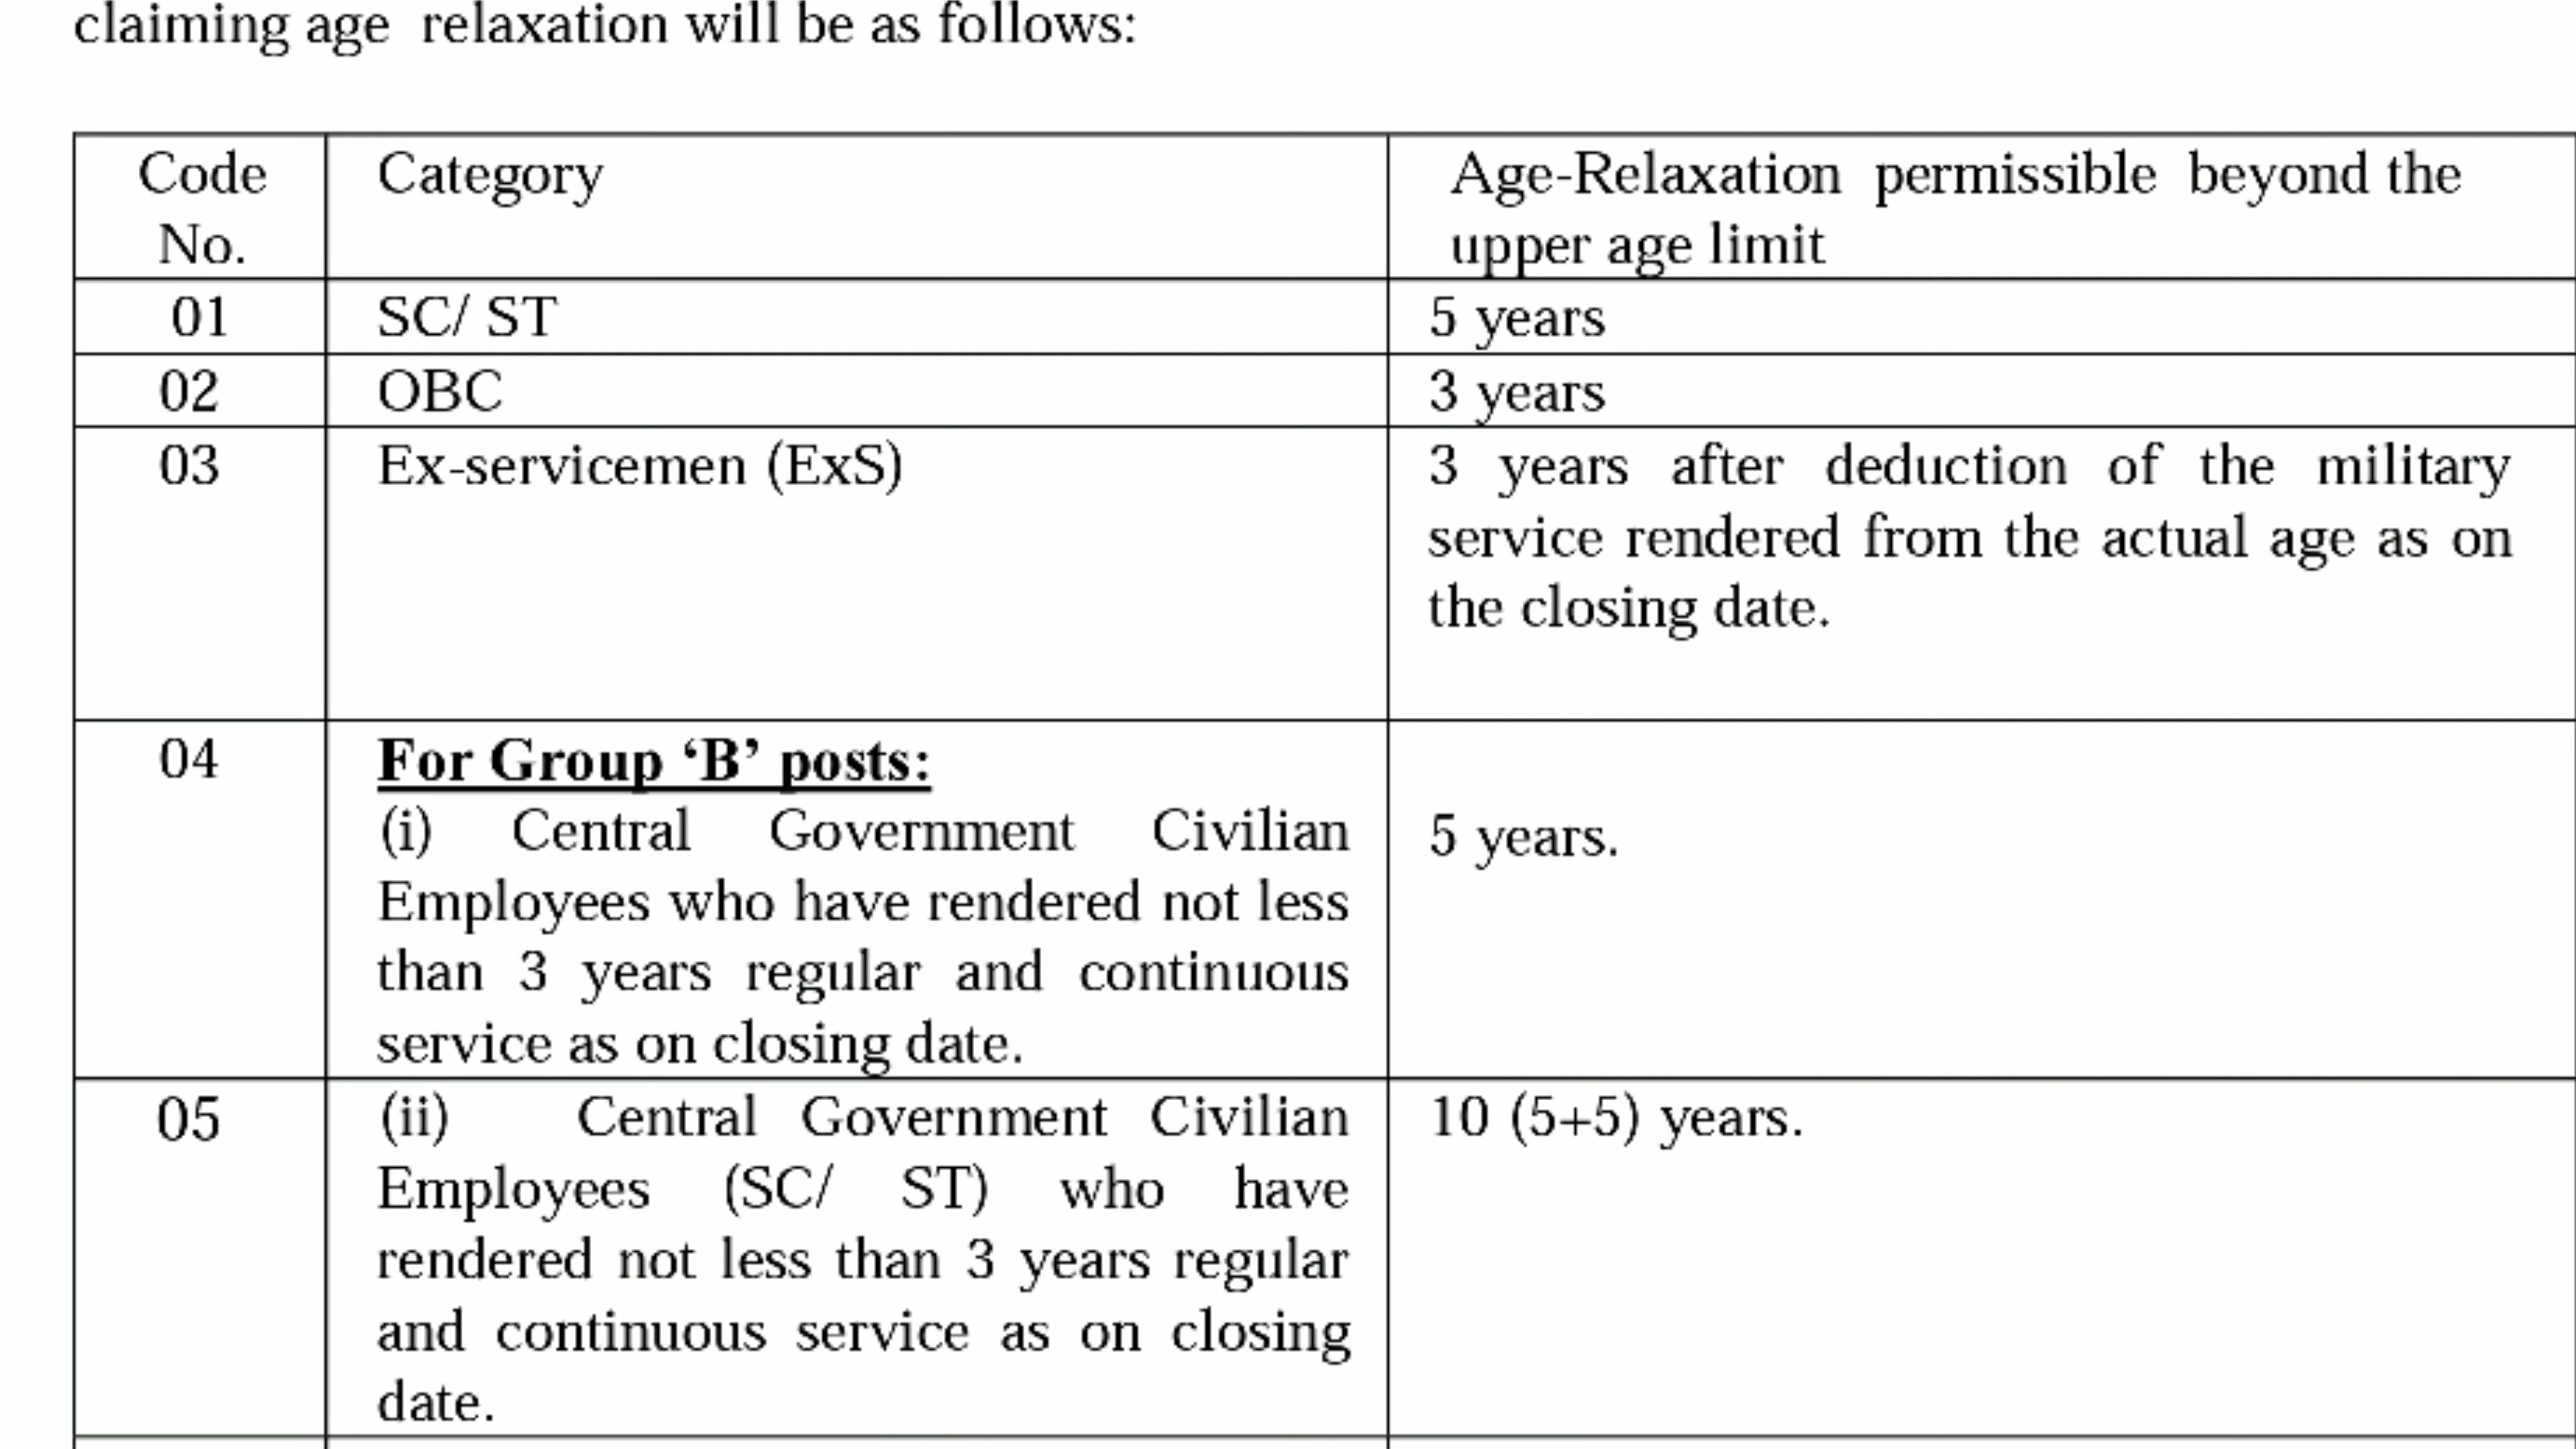 claiming age relaxation will be as follows:
Code No.
Category
Age-Relaxation permissible beyond the
upper age limit
01
SC/ ST
5 years
02
OBC
3 years
03
Ex-servicemen (ExS)
3 years after deduction of the military
service rendered from the actual age as on
the closing date.
04
For Group ‘B’ posts:
(i) Central Government Civilian
Employees who have rendered not less
than 3 years regular and continuous
service as on closing date.
5 years.
05
(ii) Central Government Civilian
Employees (SC/ ST) who have
rendered not less than 3 years regular
and continuous service as on closing
date.
10 (5+5) years.